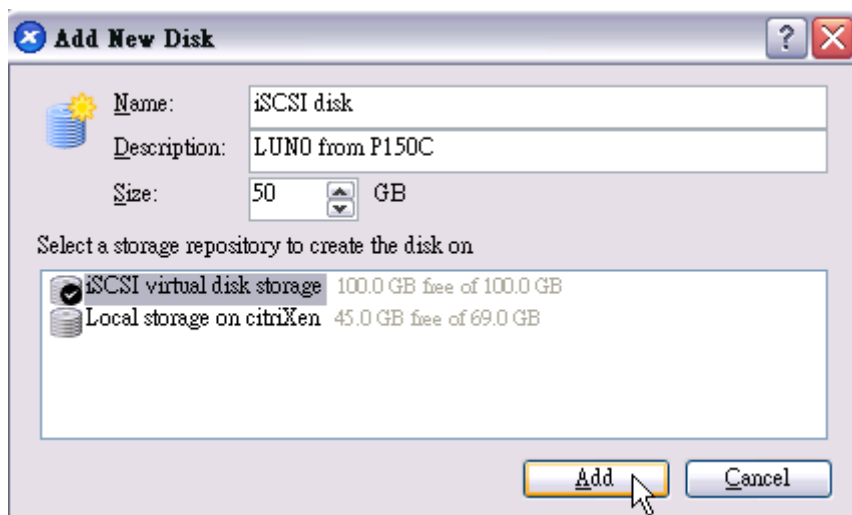 Add New Disk
?
Name: iSCSI disk
Description: LUN0 from P150C
Size: 50 GB
Select a storage repository to create the disk on
iSCSI virtual disk storage 100.0 GB free of 100.0 GB
Local storage on citriXen 45.0 GB free of 69.0 GB
Add Cancel